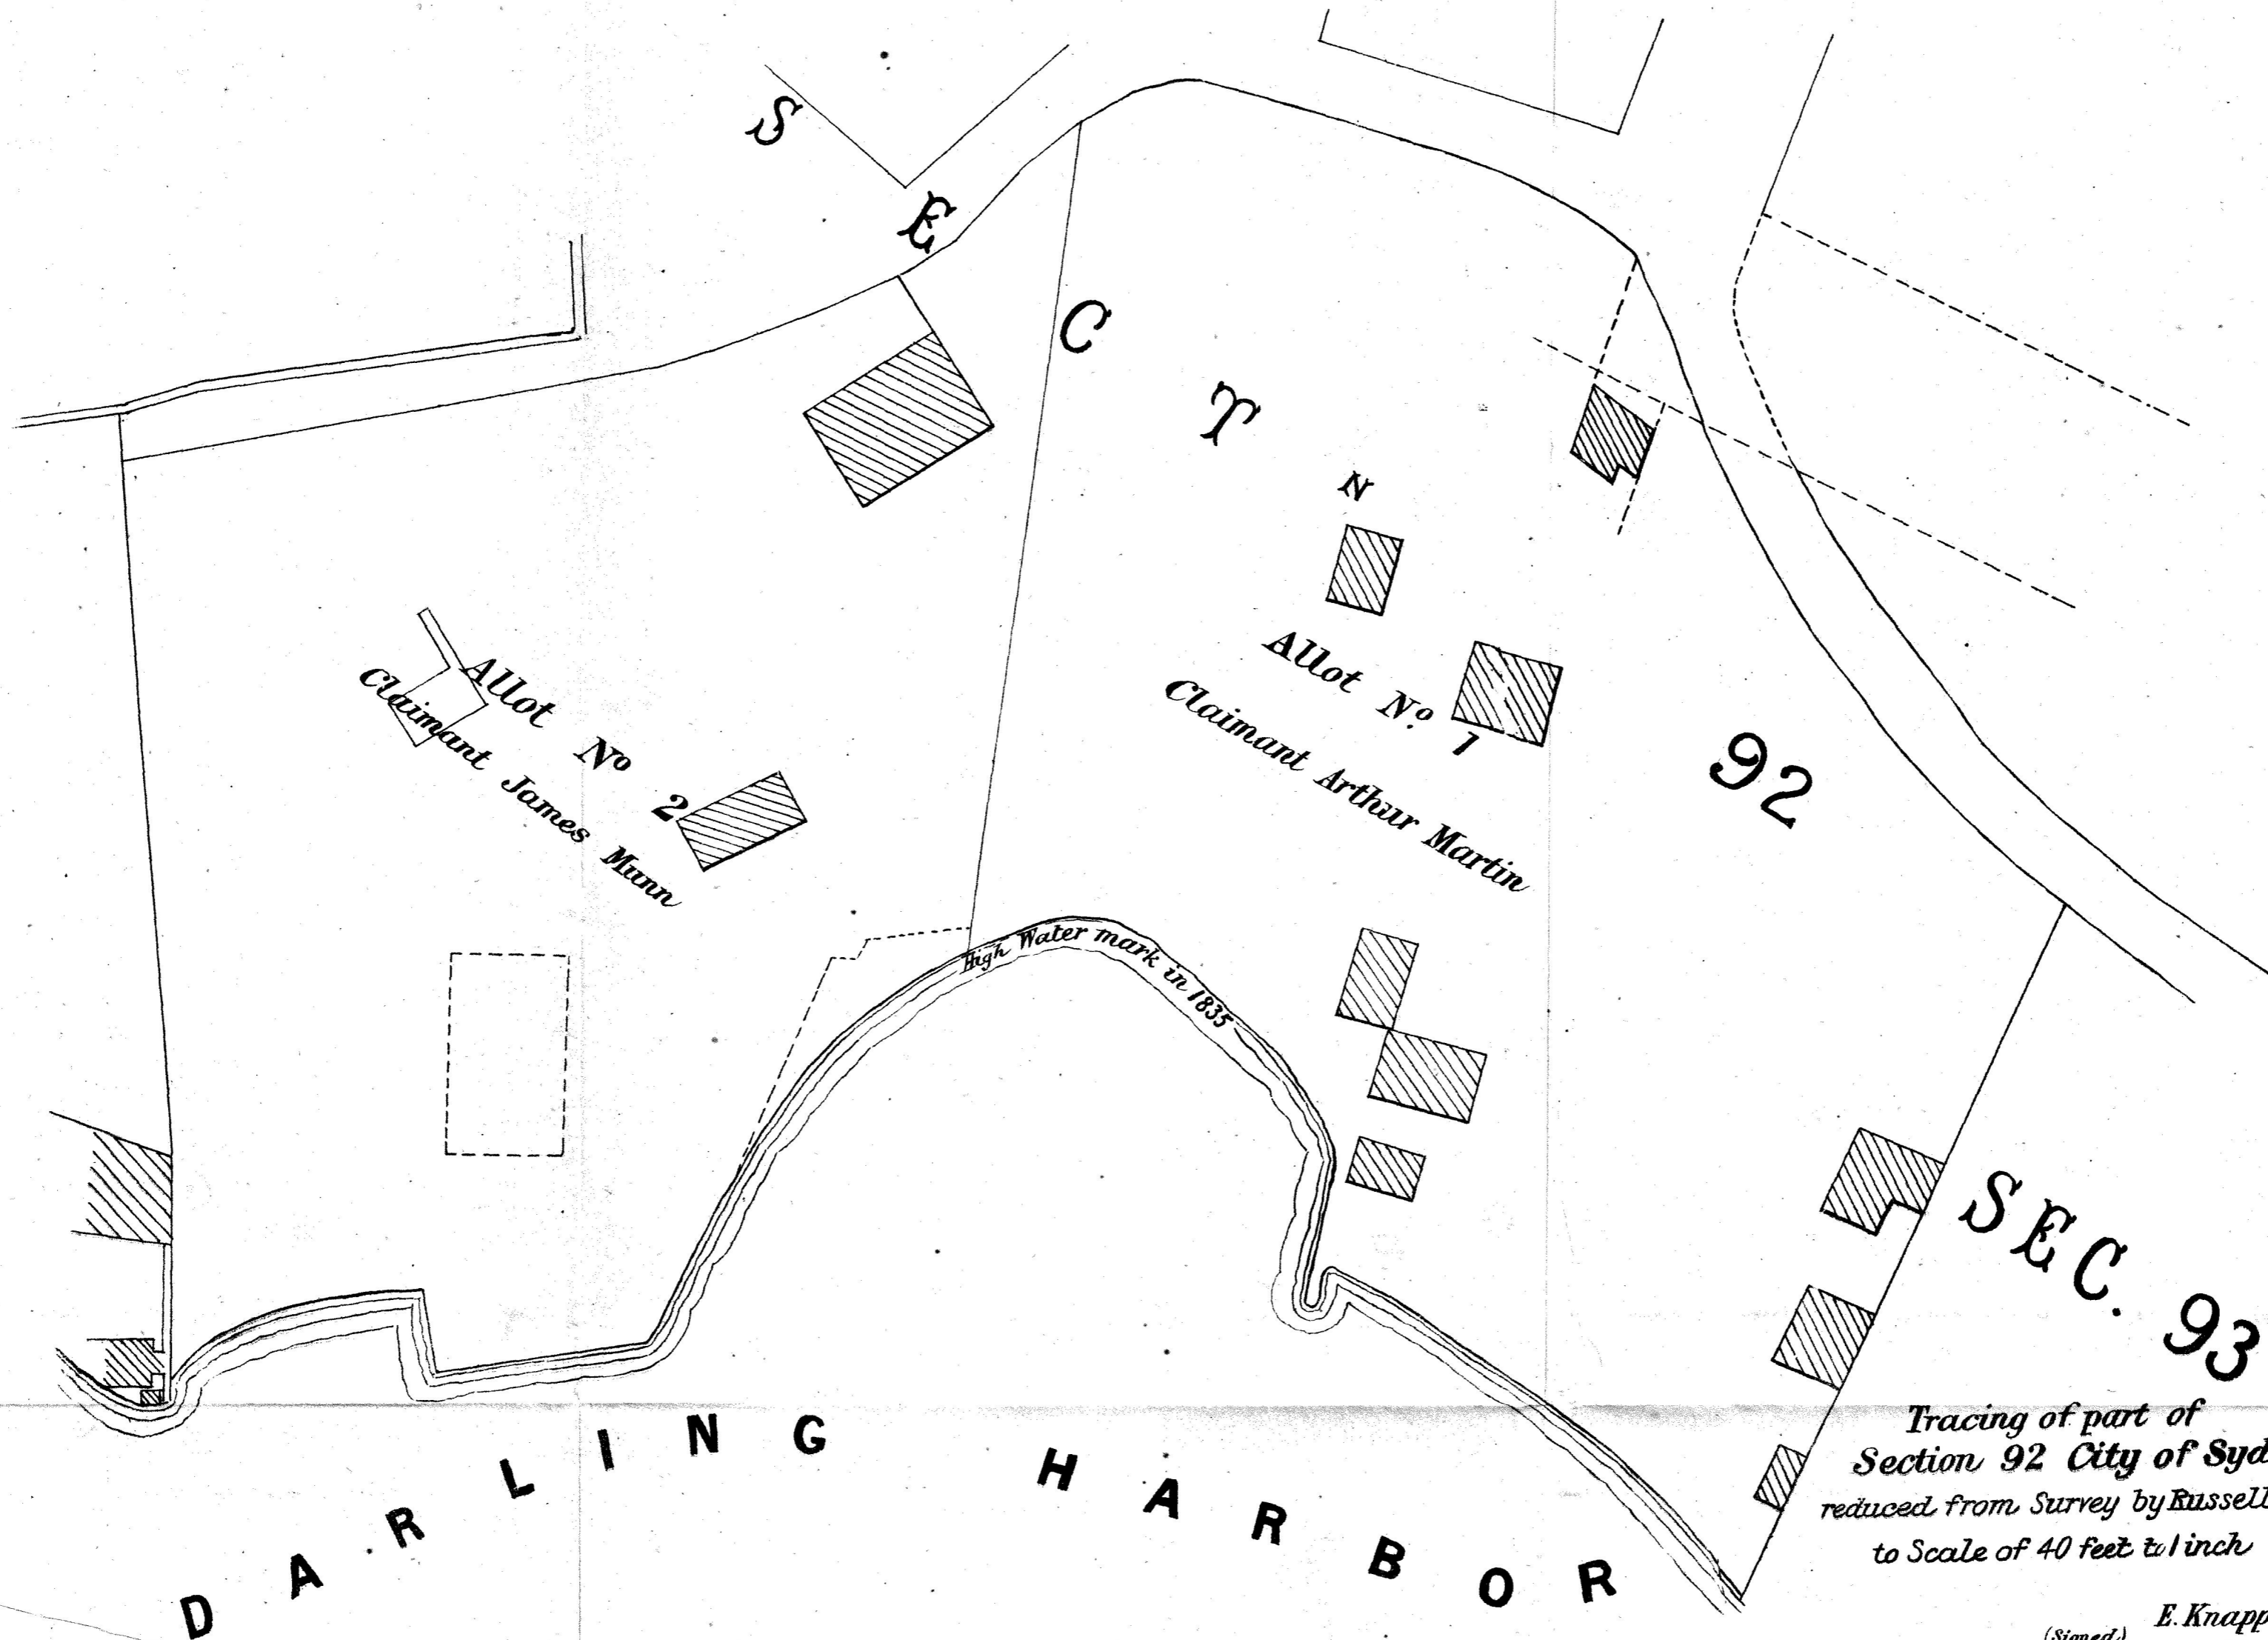 S E C T N 92
Allot No 2
Claimant James Munn
Allot No. 1
Claimant Arthur Martin
High Water mark in 1835
SEC. 93
DARLING HARBOR
Tracing of part of
Section 92 City of Syd
reduced from Survey by Russell
to Scale of 40 feet to 1 inch
E. Knapp
(Signed)